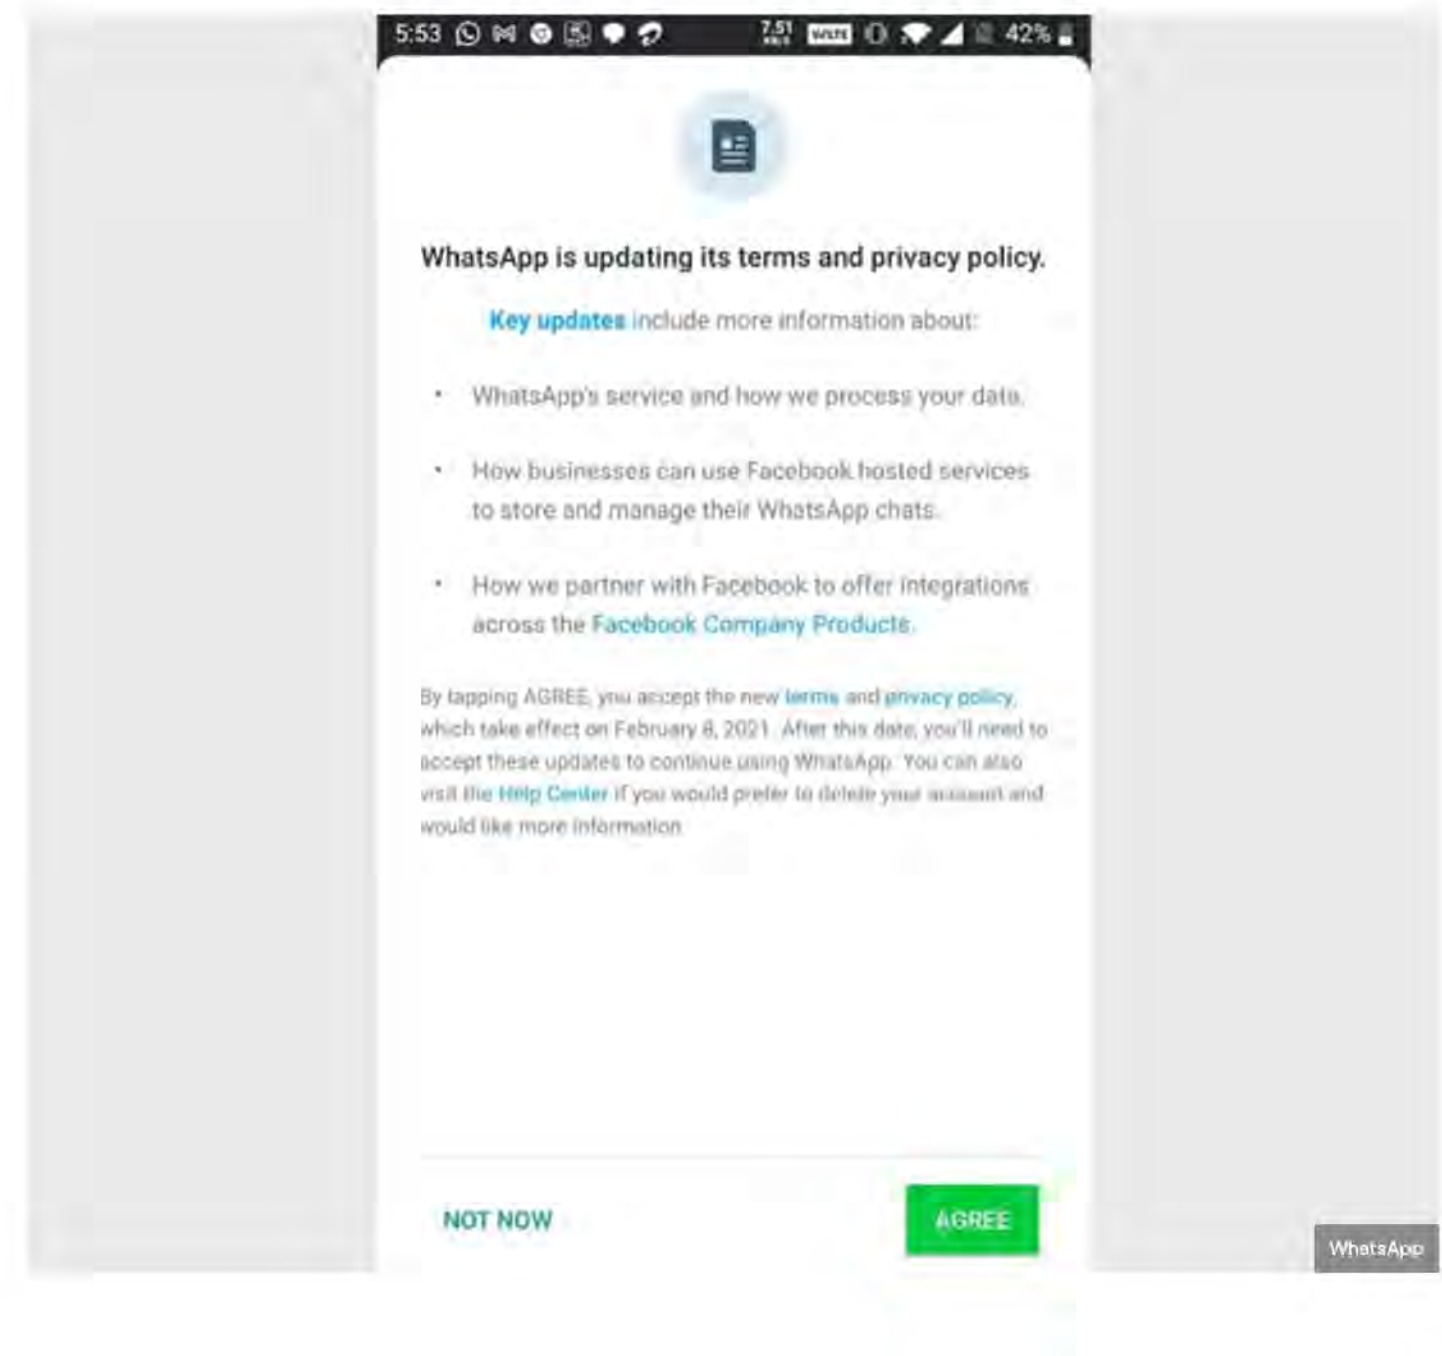 5:53 7.51 KB/S VoLTE 42%
WhatsApp is updating its terms and privacy policy.
Key updates include more information about:
• WhatsApp's service and how we process your data.
• How businesses can use Facebook hosted services
to store and manage their WhatsApp chats.
• How we partner with Facebook to offer integrations
across the Facebook Company Products.
By tapping AGREE, you accept the new terms and privacy policy,
which take effect on February 8, 2021. After this date, you'll need to
accept these updates to continue using WhatsApp. You can also
visit the Help Center if you would prefer to delete your account and
would like more information.
NOT NOW AGREE
WhatsApp